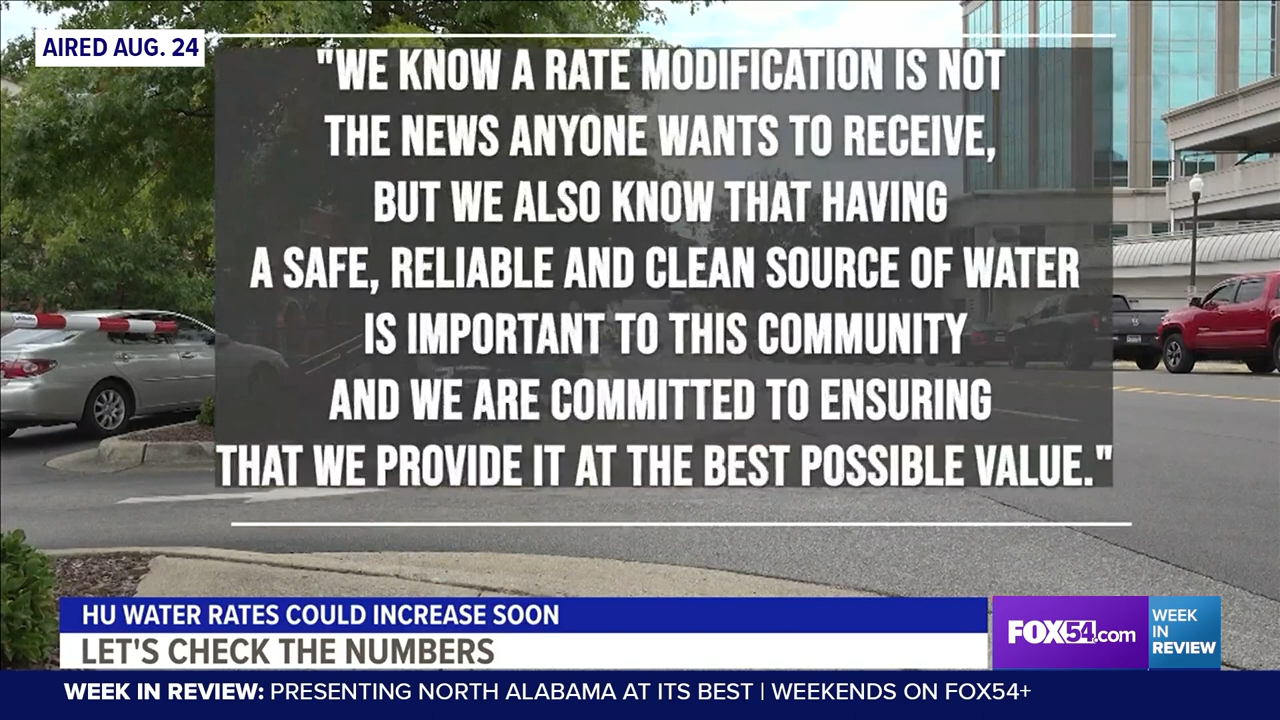 AIRED AUG. 24
"WE KNOW A RATE MODIFICATION IS NOT
THE NEWS ANYONE WANTS TO RECEIVE,
BUT WE ALSO KNOW THAT HAVING
A SAFE, RELIABLE AND CLEAN SOURCE OF WATER
IS IMPORTANT TO THIS COMMUNITY
AND WE ARE COMMITTED TO ENSURING
THAT WE PROVIDE IT AT THE BEST POSSIBLE VALUE."
HU WATER RATES COULD INCREASE SOON
LET'S CHECK THE NUMBERS
FOX54.com
WEEK
IN
REVIEW
WEEK IN REVIEW: PRESENTING NORTH ALABAMA AT ITS BEST | WEEKENDS ON FOX54+